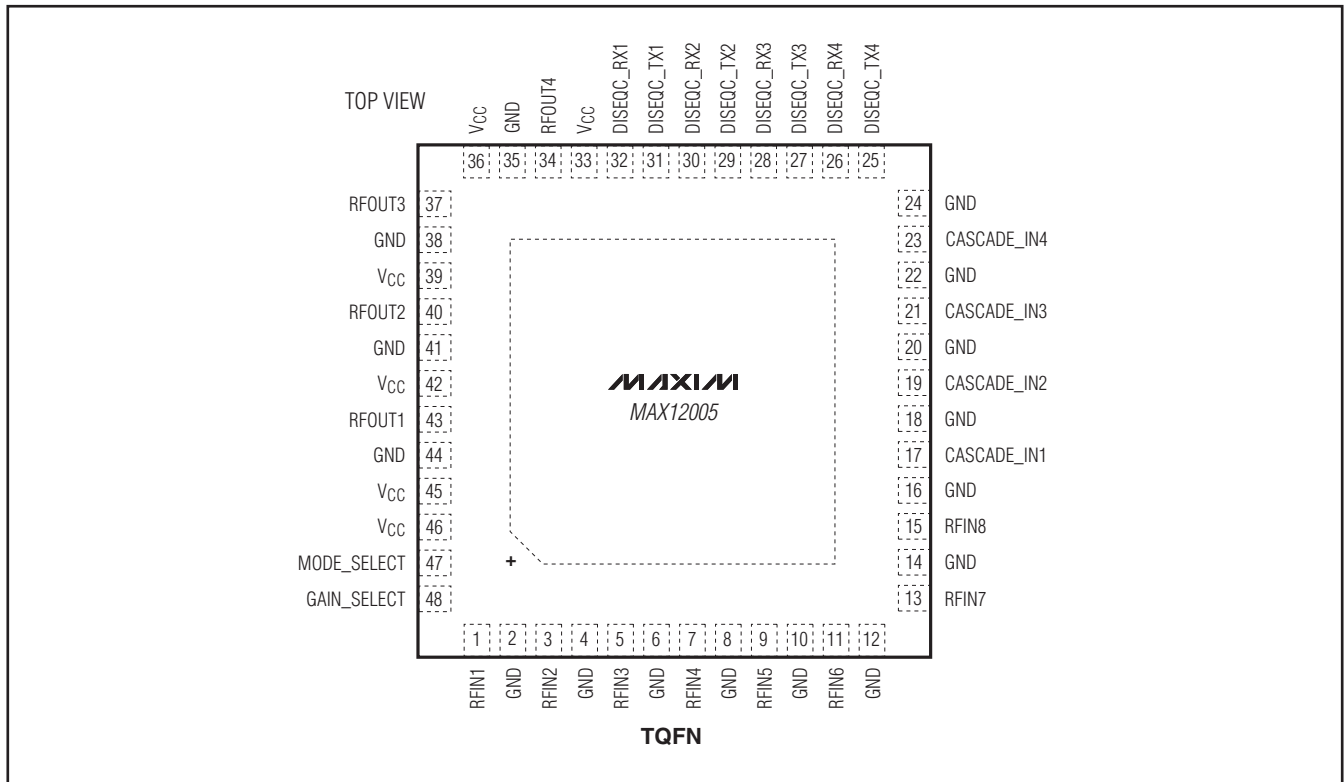 TOP VIEW
VCC
GND
RFOUT4
VCC
DISEQC_RX1
DISEQC_TX1
DISEQC_RX2
DISEQC_TX2
DISEQC_RX3
DISEQC_TX3
DISEQC_RX4
DISEQC_TX4
36 35 34 33 32 31 30 29 28 27 26 25
RFOUT3 37
GND 38
VCC 39
RFOUT2 40
GND 41
VCC 42
RFOUT1 43
GND 44
VCC 45
VCC 46
MODE_SELECT 47
GAIN_SELECT 48
MAXIM
MAX12005
+
24 GND
23 CASCADE_IN4
22 GND
21 CASCADE_IN3
20 GND
19 CASCADE_IN2
18 GND
17 CASCADE_IN1
16 GND
15 RFIN8
14 GND
13 RFIN7
1 2 3 4 5 6 7 8 9 10 11 12
RFIN1
GND
RFIN2
GND
RFIN3
GND
RFIN4
GND
RFIN5
GND
RFIN6
GND
TQFN